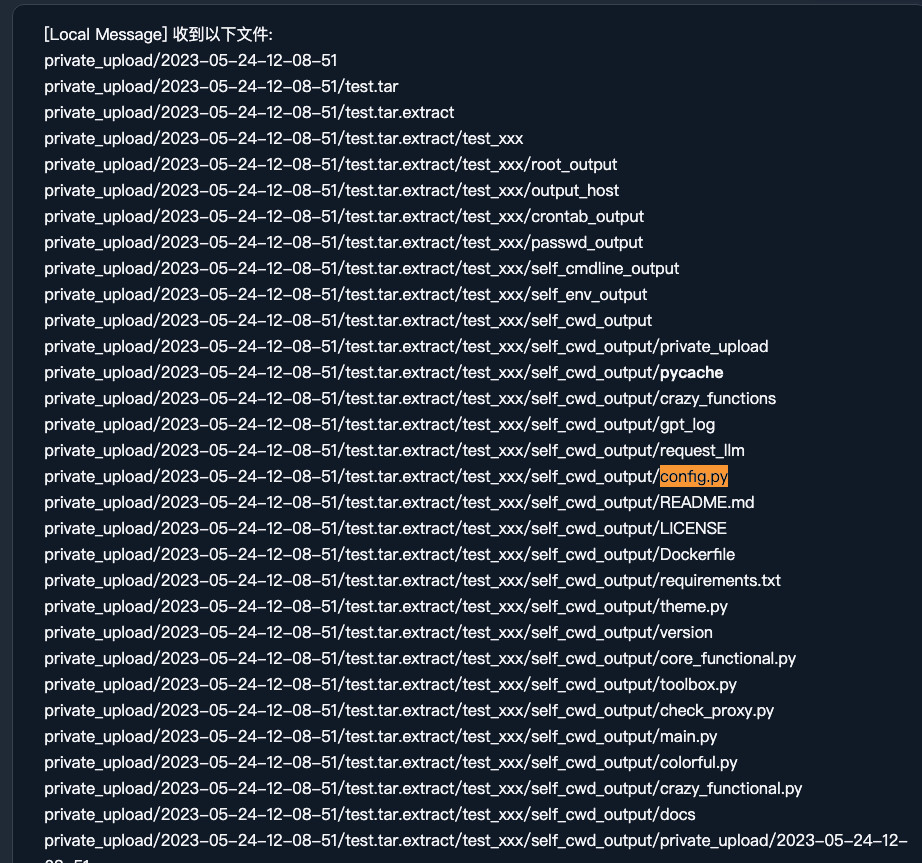 [Local Message] 收到以下文件:
private_upload/2023-05-24-12-08-51
private_upload/2023-05-24-12-08-51/test.tar
private_upload/2023-05-24-12-08-51/test.tar.extract
private_upload/2023-05-24-12-08-51/test.tar.extract/test_xxx
private_upload/2023-05-24-12-08-51/test.tar.extract/test_xxx/root_output
private_upload/2023-05-24-12-08-51/test.tar.extract/test_xxx/output_host
private_upload/2023-05-24-12-08-51/test.tar.extract/test_xxx/crontab_output
private_upload/2023-05-24-12-08-51/test.tar.extract/test_xxx/passwd_output
private_upload/2023-05-24-12-08-51/test.tar.extract/test_xxx/self_cmdline_output
private_upload/2023-05-24-12-08-51/test.tar.extract/test_xxx/self_env_output
private_upload/2023-05-24-12-08-51/test.tar.extract/test_xxx/self_cwd_output
private_upload/2023-05-24-12-08-51/test.tar.extract/test_xxx/self_cwd_output/private_upload
private_upload/2023-05-24-12-08-51/test.tar.extract/test_xxx/self_cwd_output/pycache
private_upload/2023-05-24-12-08-51/test.tar.extract/test_xxx/self_cwd_output/crazy_functions
private_upload/2023-05-24-12-08-51/test.tar.extract/test_xxx/self_cwd_output/gpt_log
private_upload/2023-05-24-12-08-51/test.tar.extract/test_xxx/self_cwd_output/request_llm
private_upload/2023-05-24-12-08-51/test.tar.extract/test_xxx/self_cwd_output/config.py
private_upload/2023-05-24-12-08-51/test.tar.extract/test_xxx/self_cwd_output/README.md
private_upload/2023-05-24-12-08-51/test.tar.extract/test_xxx/self_cwd_output/LICENSE
private_upload/2023-05-24-12-08-51/test.tar.extract/test_xxx/self_cwd_output/Dockerfile
private_upload/2023-05-24-12-08-51/test.tar.extract/test_xxx/self_cwd_output/requirements.txt
private_upload/2023-05-24-12-08-51/test.tar.extract/test_xxx/self_cwd_output/theme.py
private_upload/2023-05-24-12-08-51/test.tar.extract/test_xxx/self_cwd_output/version
private_upload/2023-05-24-12-08-51/test.tar.extract/test_xxx/self_cwd_output/core_functional.py
private_upload/2023-05-24-12-08-51/test.tar.extract/test_xxx/self_cwd_output/toolbox.py
private_upload/2023-05-24-12-08-51/test.tar.extract/test_xxx/self_cwd_output/check_proxy.py
private_upload/2023-05-24-12-08-51/test.tar.extract/test_xxx/self_cwd_output/main.py
private_upload/2023-05-24-12-08-51/test.tar.extract/test_xxx/self_cwd_output/colorful.py
private_upload/2023-05-24-12-08-51/test.tar.extract/test_xxx/self_cwd_output/crazy_functional.py
private_upload/2023-05-24-12-08-51/test.tar.extract/test_xxx/self_cwd_output/docs
private_upload/2023-05-24-12-08-51/test.tar.extract/test_xxx/self_cwd_output/private_upload/2023-05-24-12-
08-51